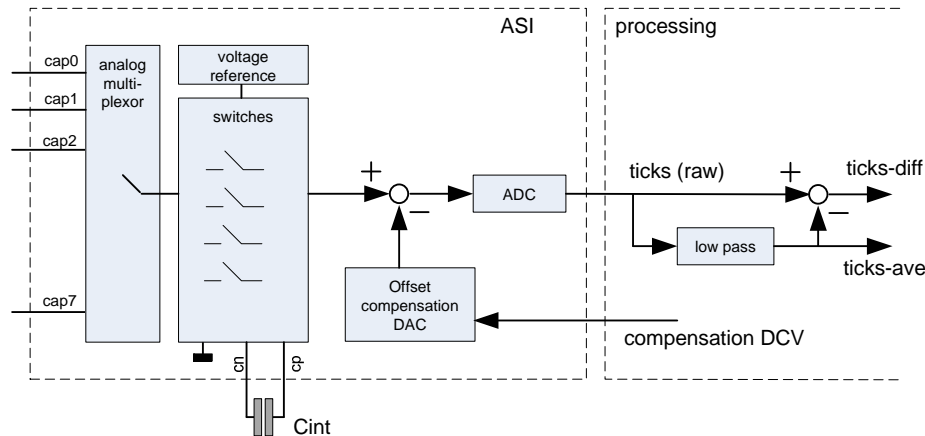 ASI
processing
cap0
cap1
cap2
cap7
analog
multi-
plexor
voltage
reference
switches
+
−
ADC
Offset
compensation
DAC
cn
cp
Cint
ticks (raw)
+
−
ticks-diff
low pass
ticks-ave
compensation DCV